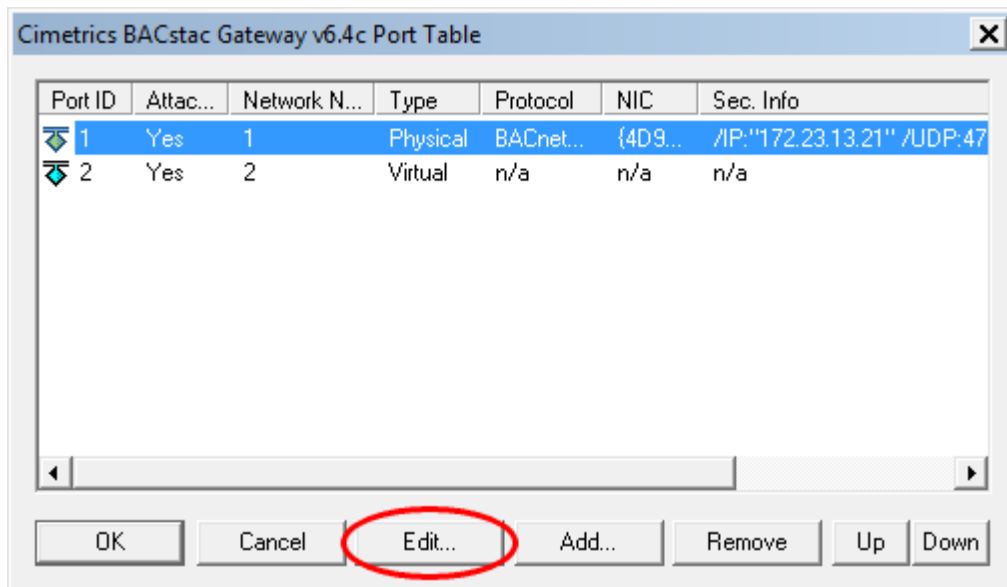 Cimetrics BACstac Gateway v6.4c Port Table
Port ID Attac... Network N... Type Protocol NIC Sec. Info
1 Yes 1 Physical BACnet... {4D9... /IP:"172.23.13.21" /UDP:47
2 Yes 2 Virtual n/a n/a n/a
OK Cancel Edit... Add... Remove Up Down